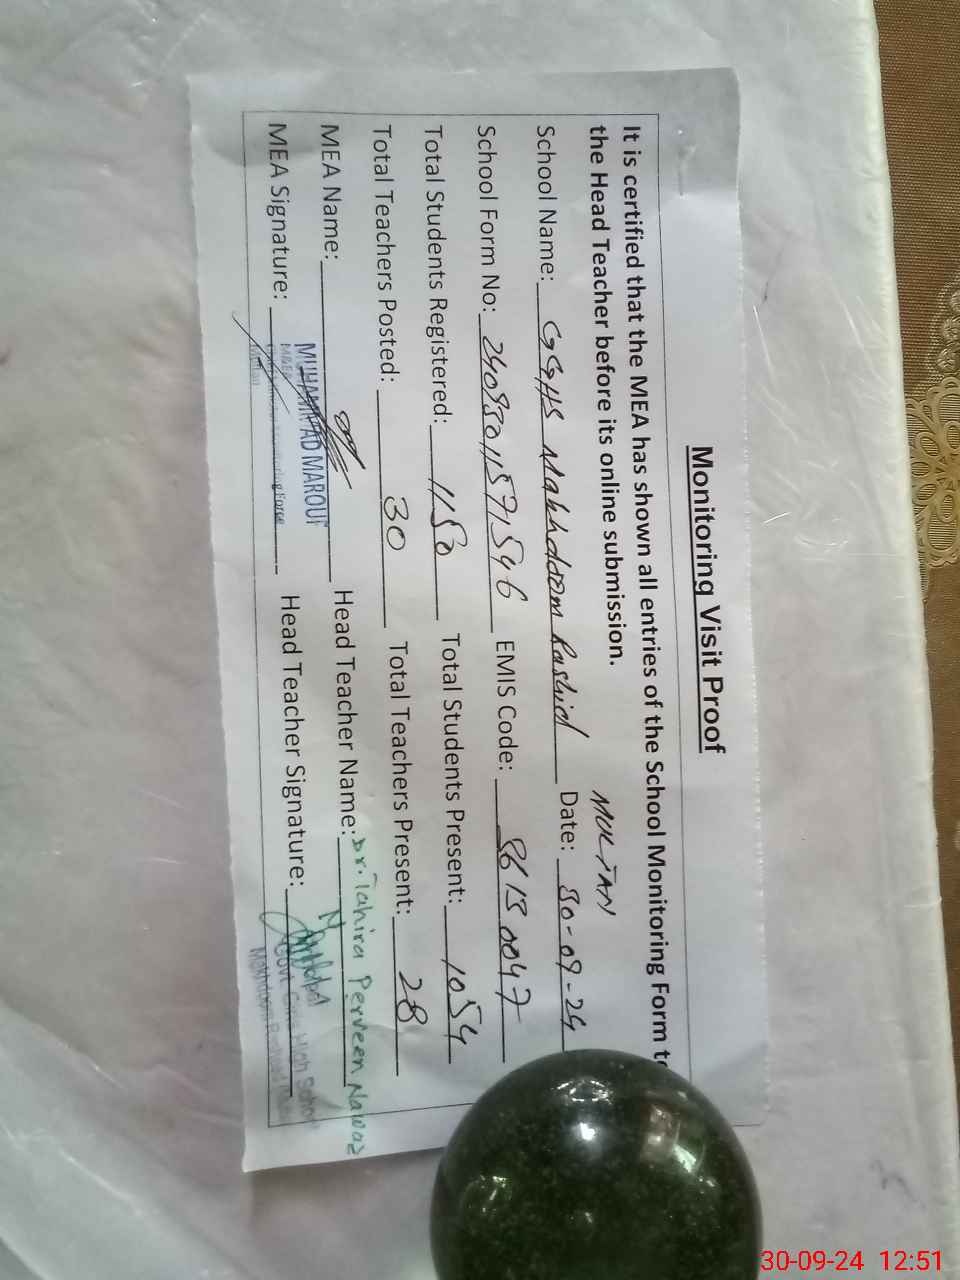 Monitoring Visit Proof
It is certified that the MEA has shown all entries of the School Monitoring Form to
the Head Teacher before its online submission.
MULTAN
School Name: GGHS Makhdoom Rashid Date: 30-09-24
School Form No: EMIS Code: 36130047
Total Students Registered: 1150 Total Students Present: 1054
Total Teachers Posted: 30 Total Teachers Present: 28
MEA Name: Head Teacher Name: Dr. Tahira Perveen Nawaz
MUHAMMAD MAROUF
MEA Signature: Head Teacher Signature:
Principal
Govt. Girls High School
30-09-24 12:51